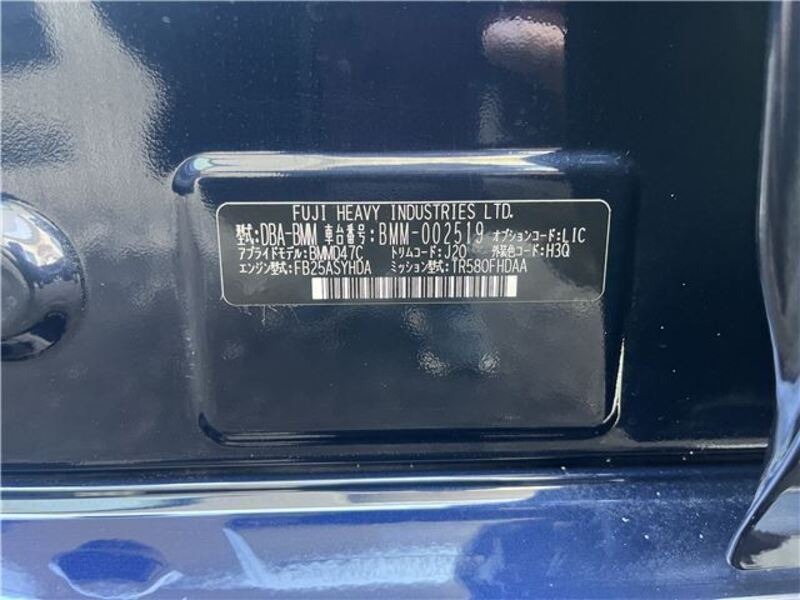 FUJI HEAVY INDUSTRIES LTD.
型式:DBA-BMM 車台番号:BMM-002519 オプションコード:LIC
アプライドモデル:BMMD47C トリムコード:J20 外装色コード:H3Q
エンジン型式:FB25ASYHDA ミッション型式:TR580FHDAA